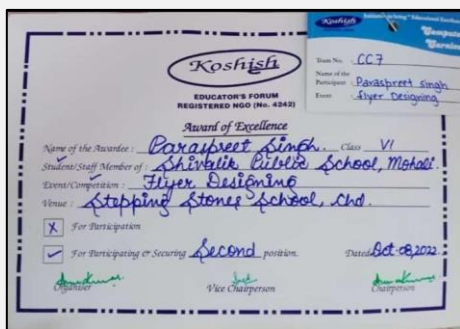 Koshish
EDUCATOR'S FORUM
REGISTERED NGO (No. 4242)
Award of Excellence
Name of the Awardee : Paraspreet Singh. Class VI
Student/Staff Member of : Shivalik Public School, Mohali.
Event/Competition : Flyer Designing
Venue : Stepping Stones School, Chd.
X For Participation
✓ For Participating & Securing Second position. Dated Oct-08, 2022
Organiser Vice Chairperson Chairperson
Koshish
Team No. CC7
Name of the
Participant Paraspreet Singh
Event flyer Designing